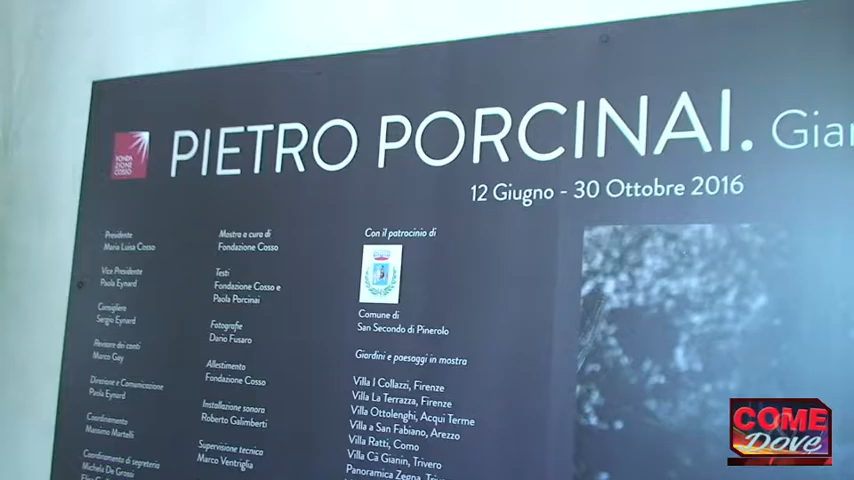 FONDA
ZIONE
COSSO
PIETRO PORCINAI. Giar
12 Giugno - 30 Ottobre 2016
Presidente
Maria Luisa Cosso
Vice Presidente
Paola Eynard
Consigliere
Sergio Eynard
Revisore dei conti
Marco Gay
Direzione e Comunicazione
Paola Eynard
Coordinamento
Massimo Martelli
Coordinamento di segreteria
Michela De Grossi
Mostra a cura di
Fondazione Cosso
Testi
Fondazione Cosso e
Paola Porcinai
Fotografie
Dario Fusaro
Allestimento
Fondazione Cosso
Installazione sonora
Roberto Galimberti
Supervisione tecnica
Marco Ventriglia
Con il patrocinio di
Comune di
San Secondo di Pinerolo
Giardini e paesaggi in mostra
Villa I Collazzi, Firenze
Villa La Terrazza, Firenze
Villa Ottolenghi, Acqui Terme
Villa a San Fabiano, Arezzo
Villa Ratti, Como
Villa Cà Gianin, Trivero
Panoramica Zegna,
COME
Dove